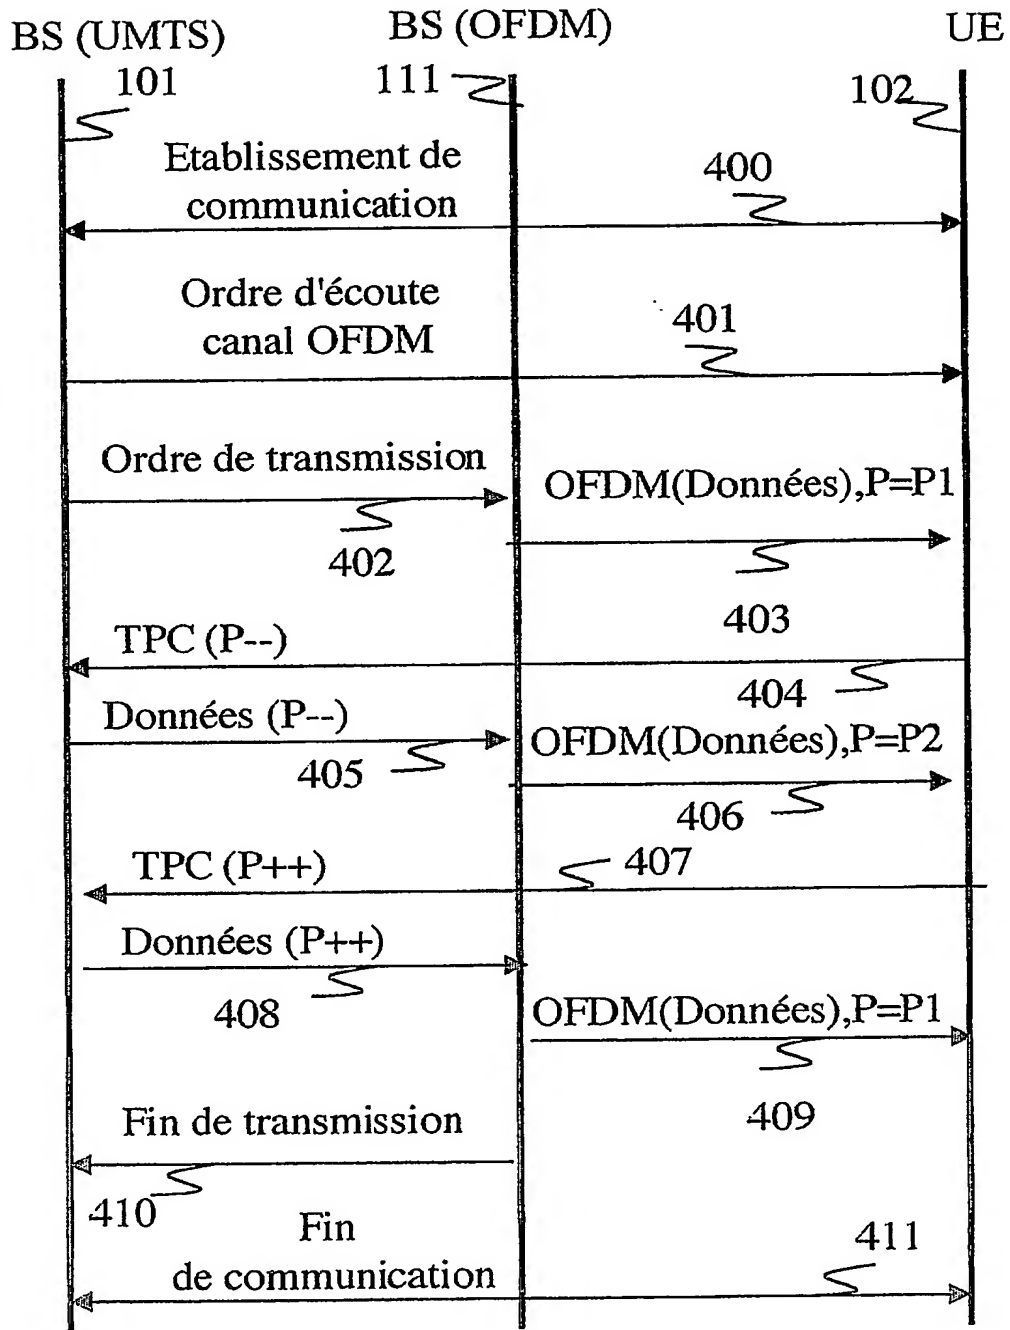 BS (UMTS)
BS (OFDM)
UE
101
111
102
Etablissement de
communication
400
Ordre d'écoute
canal OFDM
401
Ordre de transmission
402
OFDM(Données),P=P1
403
TPC (P--)
404
Données (P--)
405
OFDM(Données),P=P2
406
TPC (P++)
407
Données (P++)
408
OFDM(Données),P=P1
409
Fin de transmission
410
Fin
de communication
411